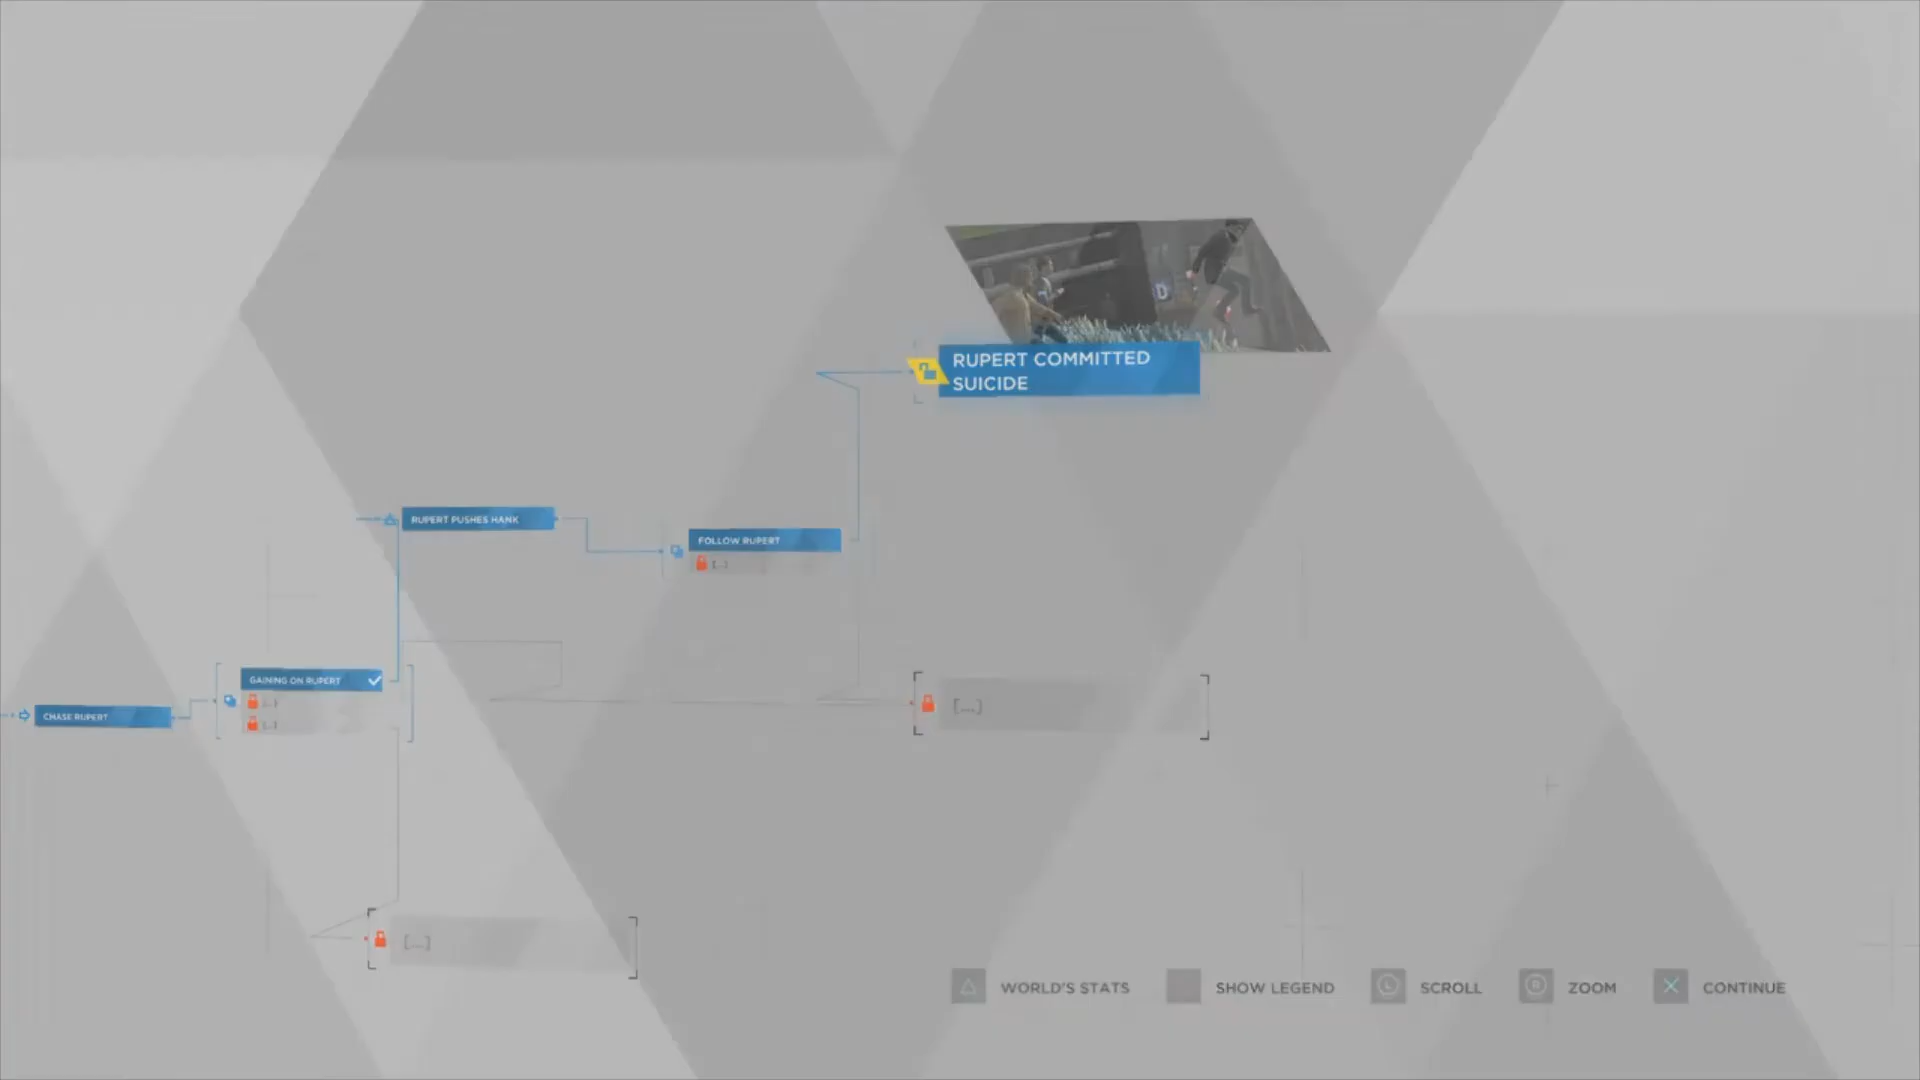 RUPERT COMMITTED
SUICIDE
RUPERT PUSHES HANK
FOLLOW RUPERT
[...]
GAINING ON RUPERT
[...]
[...]
CHASE RUPERT
[...]
[...]
WORLD'S STATS
SHOW LEGEND
SCROLL
ZOOM
CONTINUE